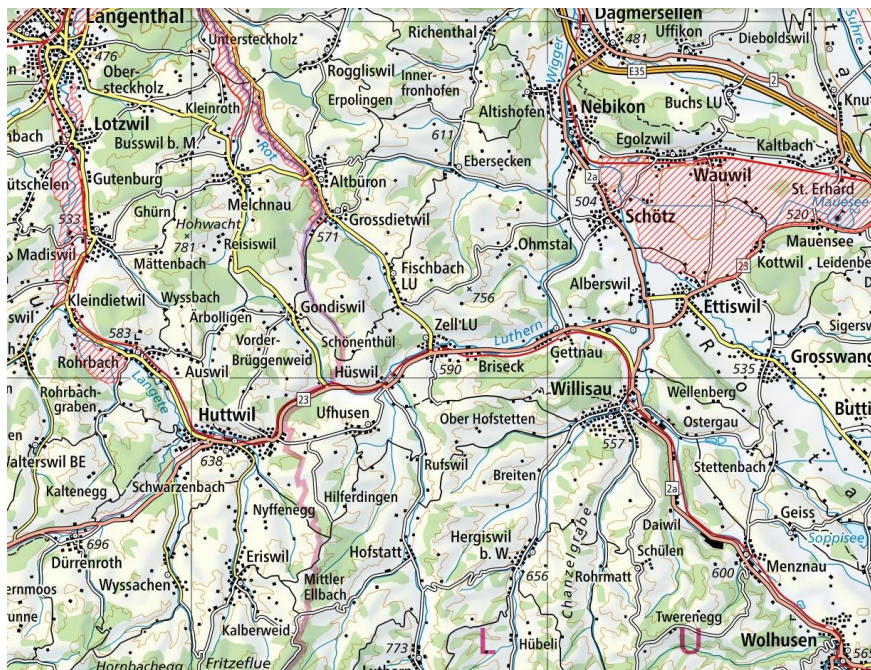 Langenthal
Untersteckholz
Richenthal
Dagmersellen
Uffikon
481
Dieboldswil
Suhre
476
Ober-
steckholz
Roggliswil
Inner-
fronhofen
Wigger
E35
2
Kleinroth
Erpolingen
Altishofen
Nebikon
Buchs LU
Lotzwil
Busswil b. M.
611
Egolzwil
Kaltbach
Rot
Ebersecken
Gutenburg
Altbüron
2a
Wauwil
St. Erhard
Mauesee
Ghürn
Melchnau
504
Schötz
520
533
Hohwacht
781
Grossdietwil
571
Mauensee
Madiswil
Reisiswil
Ohmstal
Kottwil
23
Mättenbach
Fischbach
LU
756
Alberswil
Kleindietwil
Wyssbach
Gondiswil
Ettiswil
Ärbolligen
583
Vorder-
Brüggenweid
Schönenthül
Zell LU
Luthern
Gettnau
Rohrbach
Auswil
Hüswil
590
Briseck
535
Grosswang
Rohrbach-
graben
Langete
Willisau
Wellenberg
Huttwil
23
Ufhusen
Ober Hofstetten
557
Ostergau
Butti
Walterswil BE
638
Rufswil
Breiten
Stettenbach
Kaltenegg
Schwarzenbach
Hilferdingen
2a
Nyffenegg
Geiss
696
Dürrenroth
Eriswil
Hofstatt
Hergiswil
b. W.
Chanzelgrabe
Daiwil
Soppisee
Wyssachen
Mittler
Ellbach
656
Rohrmatt
Schülen
600
Menznau
Kalberweid
Twerenegg
Hornbachegg
Fritzeflue
773
L
U
Hübeli
Wolhusen